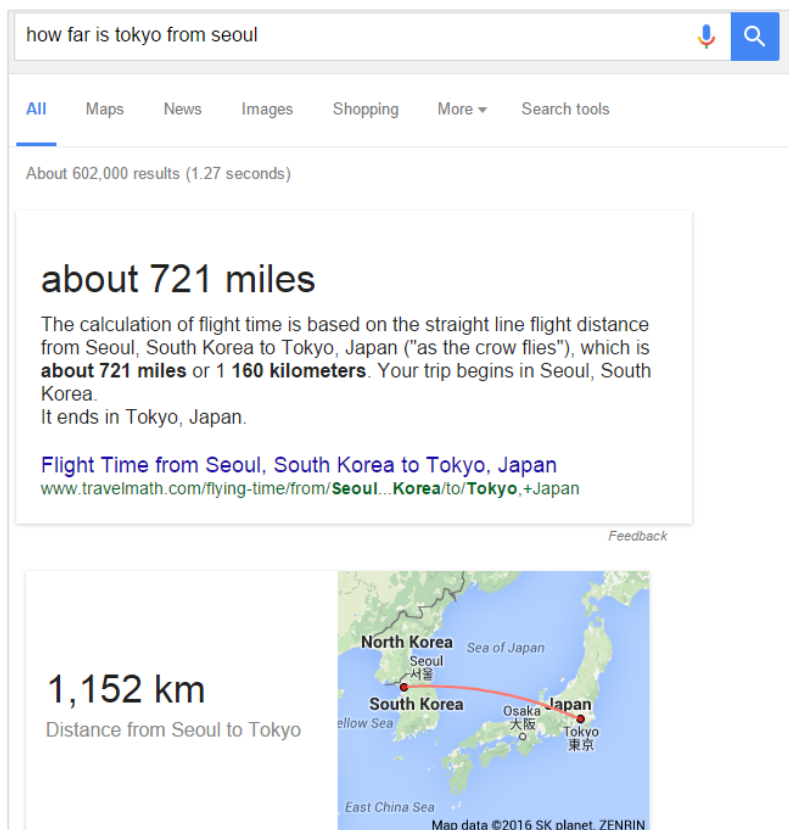 how far is tokyo from seoul
All Maps News Images Shopping More Search tools
About 602,000 results (1.27 seconds)
about 721 miles
The calculation of flight time is based on the straight line flight distance
from Seoul, South Korea to Tokyo, Japan ("as the crow flies"), which is
about 721 miles or 1 160 kilometers. Your trip begins in Seoul, South
Korea.
It ends in Tokyo, Japan.
Flight Time from Seoul, South Korea to Tokyo, Japan
www.travelmath.com/flying-time/from/Seoul...Korea/to/Tokyo,+Japan
Feedback
1,152 km
Distance from Seoul to Tokyo
North Korea
Sea of Japan
Seoul
서울
South Korea
ellow Sea
Japan
Osaka
大阪
Tokyo
東京
East China Sea
Map data ©2016 SK planet, ZENRIN